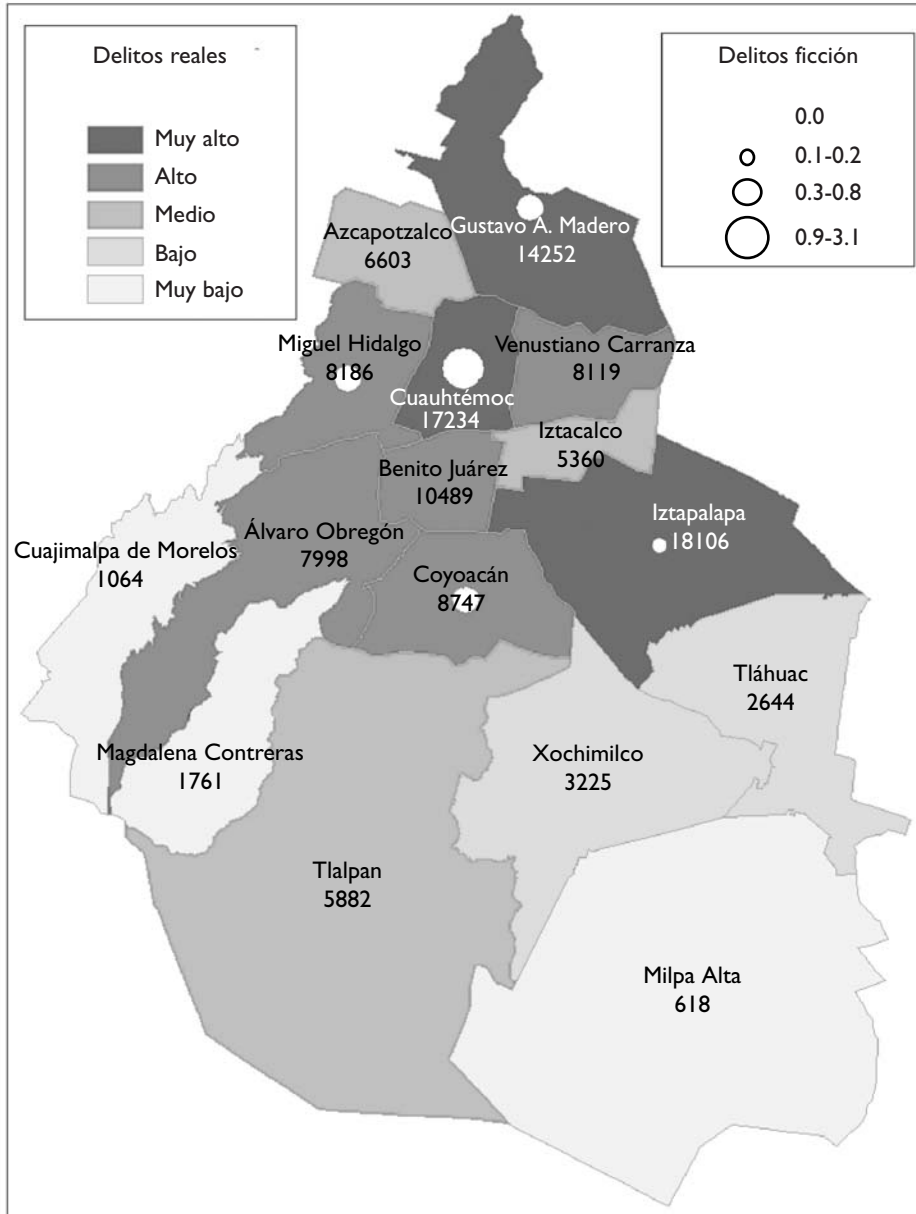 Delitos reales
Muy alto
Alto
Medio
Bajo
Muy bajo
Delitos ficción
0.0
0.1-0.2
0.3-0.8
0.9-3.1
Gustavo A. Madero
14252
Azcapotzalco
6603
Miguel Hidalgo
8186
Venustiano Carranza
8119
Cuauhtémoc
17234
Iztacalco
5360
Benito Juárez
10489
Iztapalapa
18106
Álvaro Obregón
7998
Cuajimalpa de Morelos
1064
Coyoacán
8747
Tláhuac
2644
Magdalena Contreras
1761
Xochimilco
3225
Tlalpan
5882
Milpa Alta
618